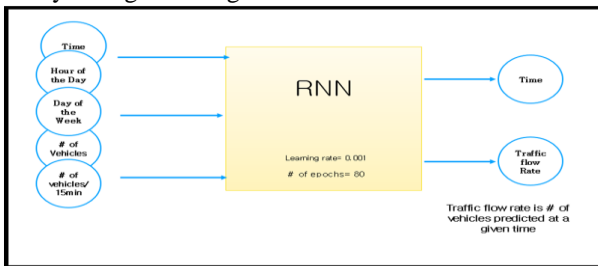 Time
Hour of
the Day
Day of
the
Week
# of
Vehicles
# of
vehicles/
15min
RNN
Learning rate= 0.001
# of epochs= 80
Time
Traffic
flow
Rate
Traffic flow rate is # of
vehicles predicted at a
given time